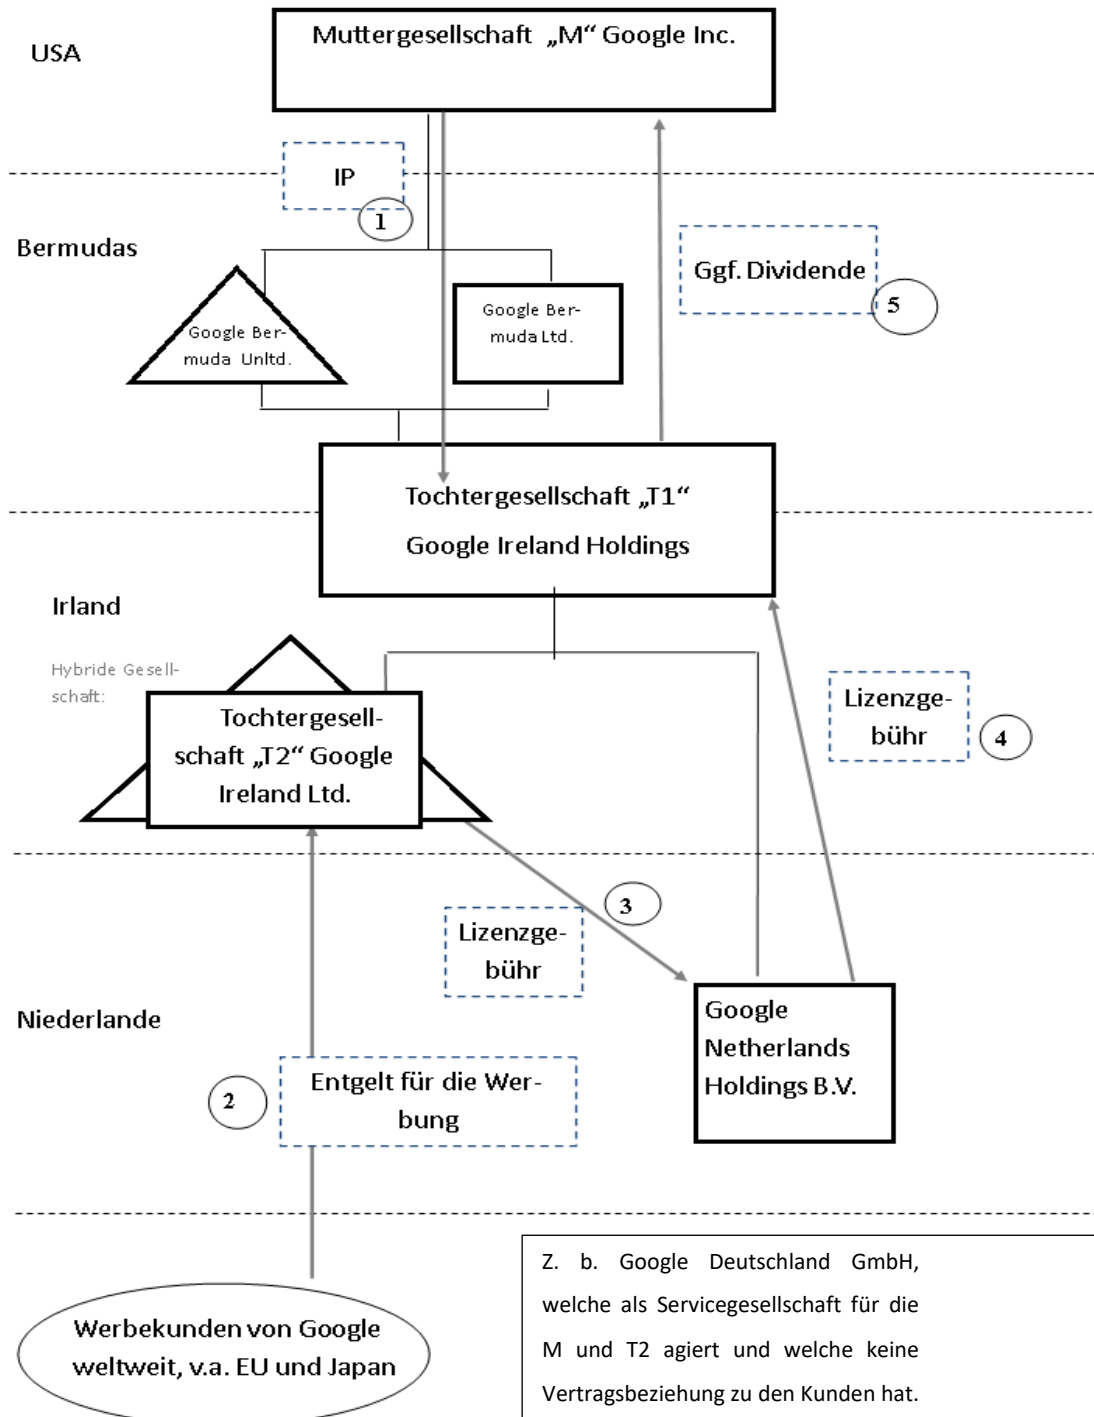 Muttergesellschaft „M“ Google Inc.
USA
IP
1
Bermudas
Ggf. Dividende
5
Google Ber-
muda Unltd.
Google Ber-
muda Ltd.
Tochtergesellschaft „T1“
Google Ireland Holdings
Irland
Hybride Gesell-
schaft:
Tochtergesell-
schaft „T2“ Google
Ireland Ltd.
Lizenzge-
bühr
4
3
Lizenzge-
bühr
Niederlande
Google
Netherlands
Holdings B.V.
2
Entgelt für die Wer-
bung
Werbekunden von Google
weltweit, v.a. EU und Japan
Z. b. Google Deutschland GmbH,
welche als Servicegesellschaft für die
M und T2 agiert und welche keine
Vertragsbeziehung zu den Kunden hat.